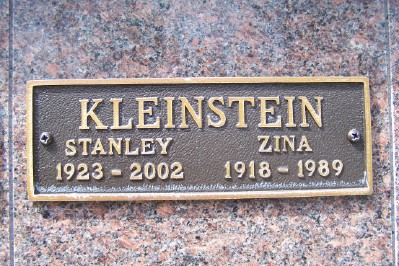 KLEINSTEIN
STANLEY ZINA
1923 - 2002 1918 - 1989